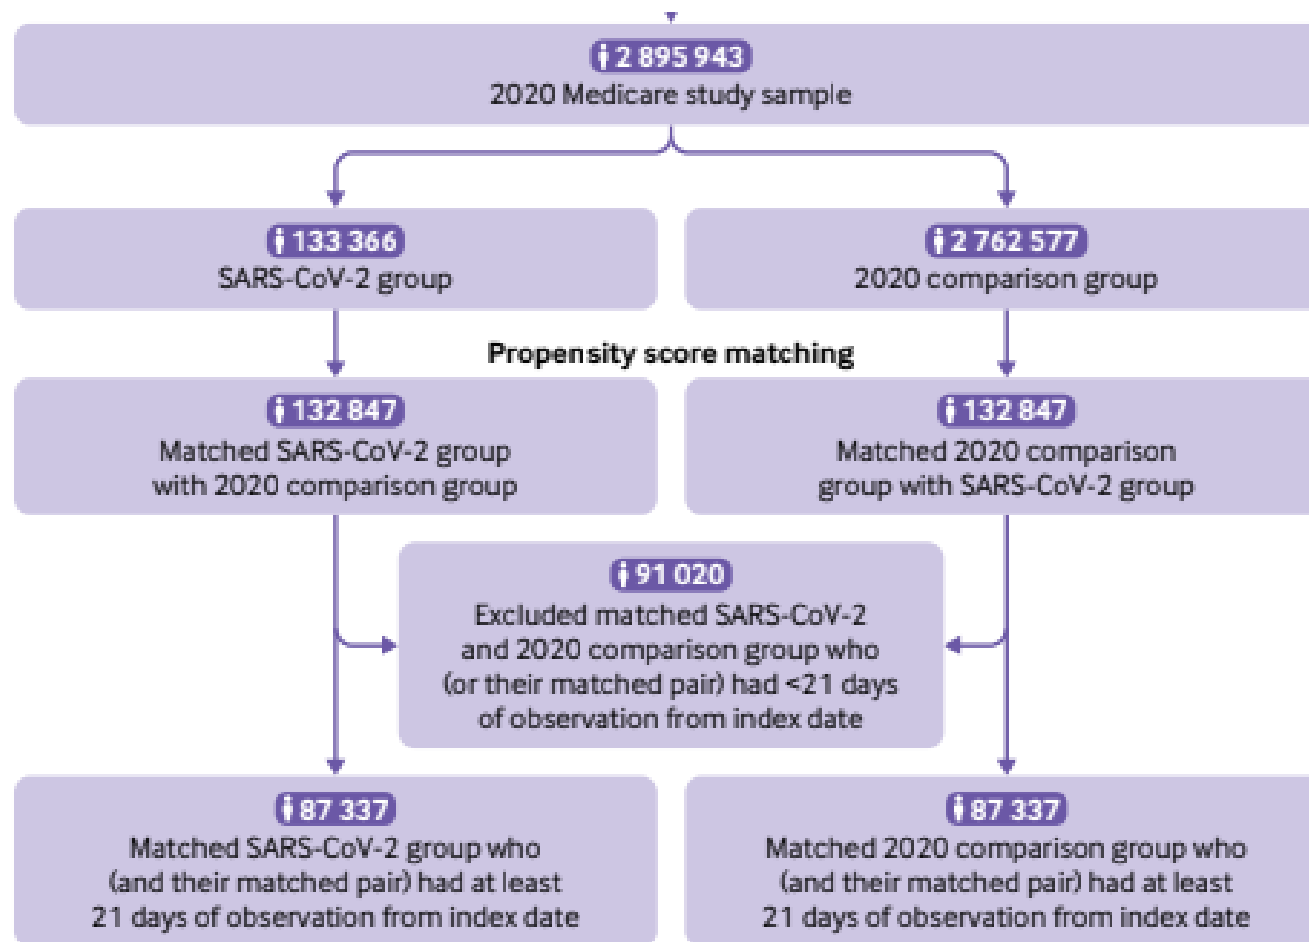 2 895 943
2020 Medicare study sample
133 366
SARS-CoV-2 group
2 762 577
2020 comparison group
Propensity score matching
132 847
Matched SARS-CoV-2 group
with 2020 comparison group
132 847
Matched 2020 comparison
group with SARS-CoV-2 group
91 020
Excluded matched SARS-CoV-2
and 2020 comparison group who
(or their matched pair) had <21 days
of observation from index date
87 337
Matched SARS-CoV-2 group who
(and their matched pair) had at least
21 days of observation from index date
87 337
Matched 2020 comparison group who
(and their matched pair) had at least
21 days of observation from index date